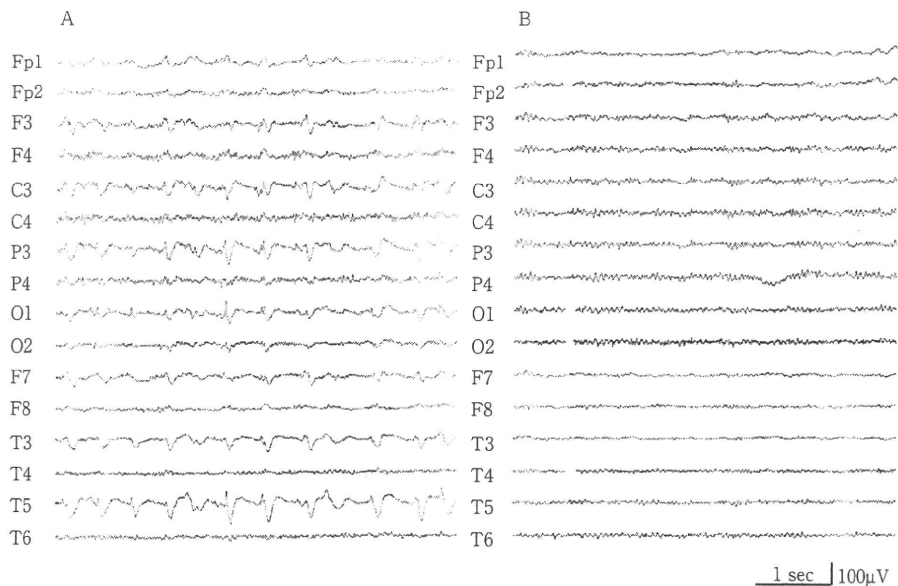 A
Fp1
Fp2
F3
F4
C3
C4
P3
P4
O1
O2
F7
F8
T3
T4
T5
T6
B
Fp1
Fp2
F3
F4
C3
C4
P3
P4
O1
O2
F7
F8
T3
T4
T5
T6
1 sec
100μV